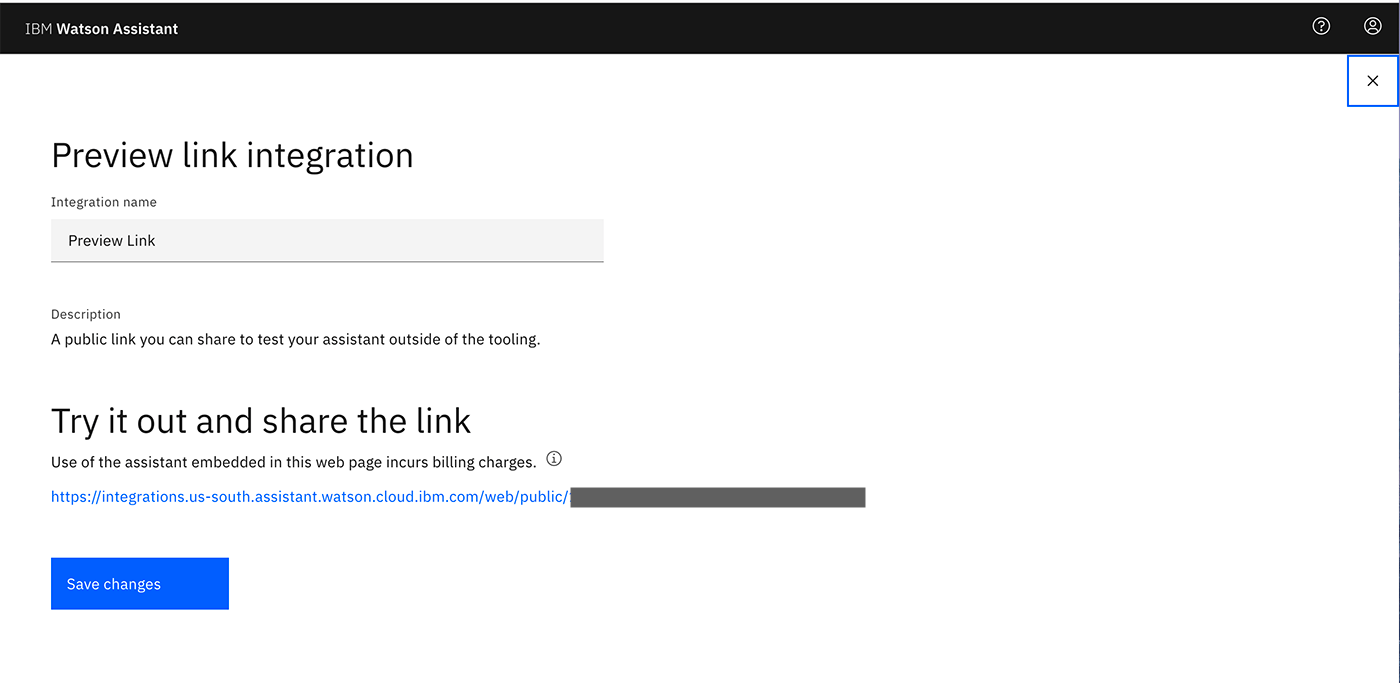 IBM Watson Assistant
Preview link integration
Integration name
Preview Link
Description
A public link you can share to test your assistant outside of the tooling.
Try it out and share the link
Use of the assistant embedded in this web page incurs billing charges.
https://integrations.us-south.assistant.watson.cloud.ibm.com/web/public/
Save changes